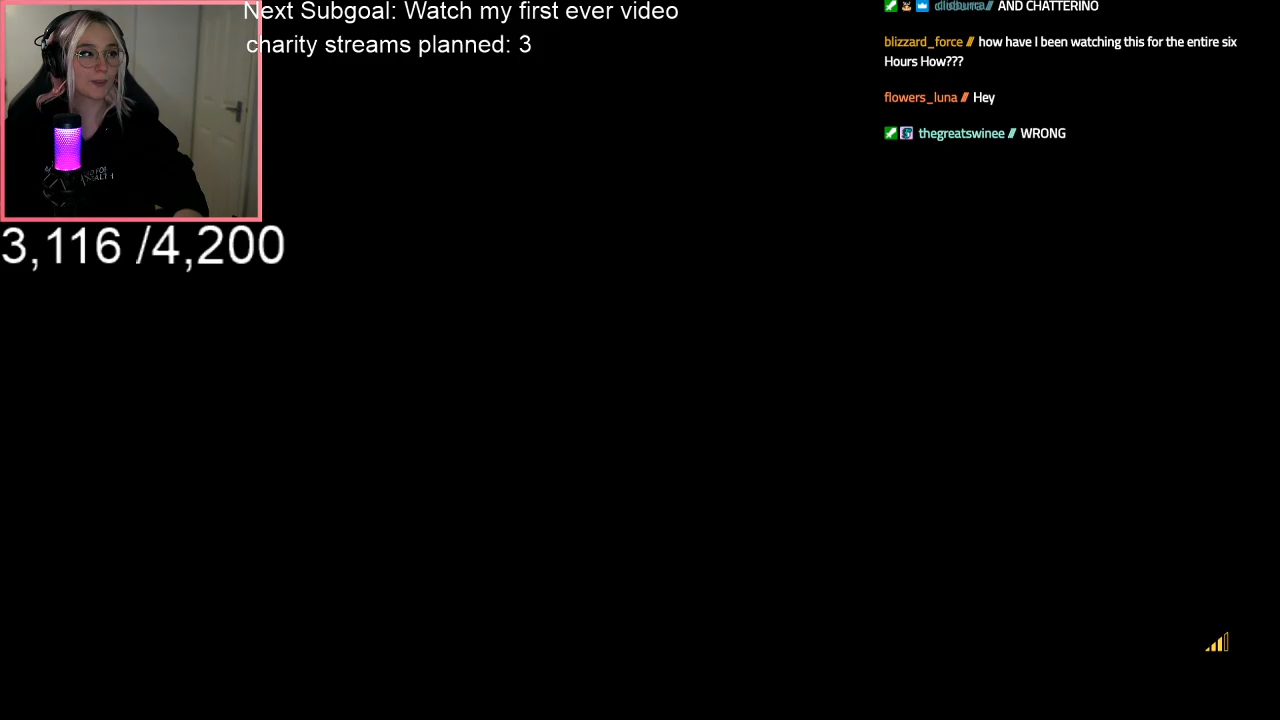 Next Subgoal: Watch my first ever video
charity streams planned: 3
3,116 /4,200
AND CHATTERINO
blizzard_force // how have I been watching this for the entire six
Hours How???
flowers_luna // Hey
thegreatswinee // WRONG